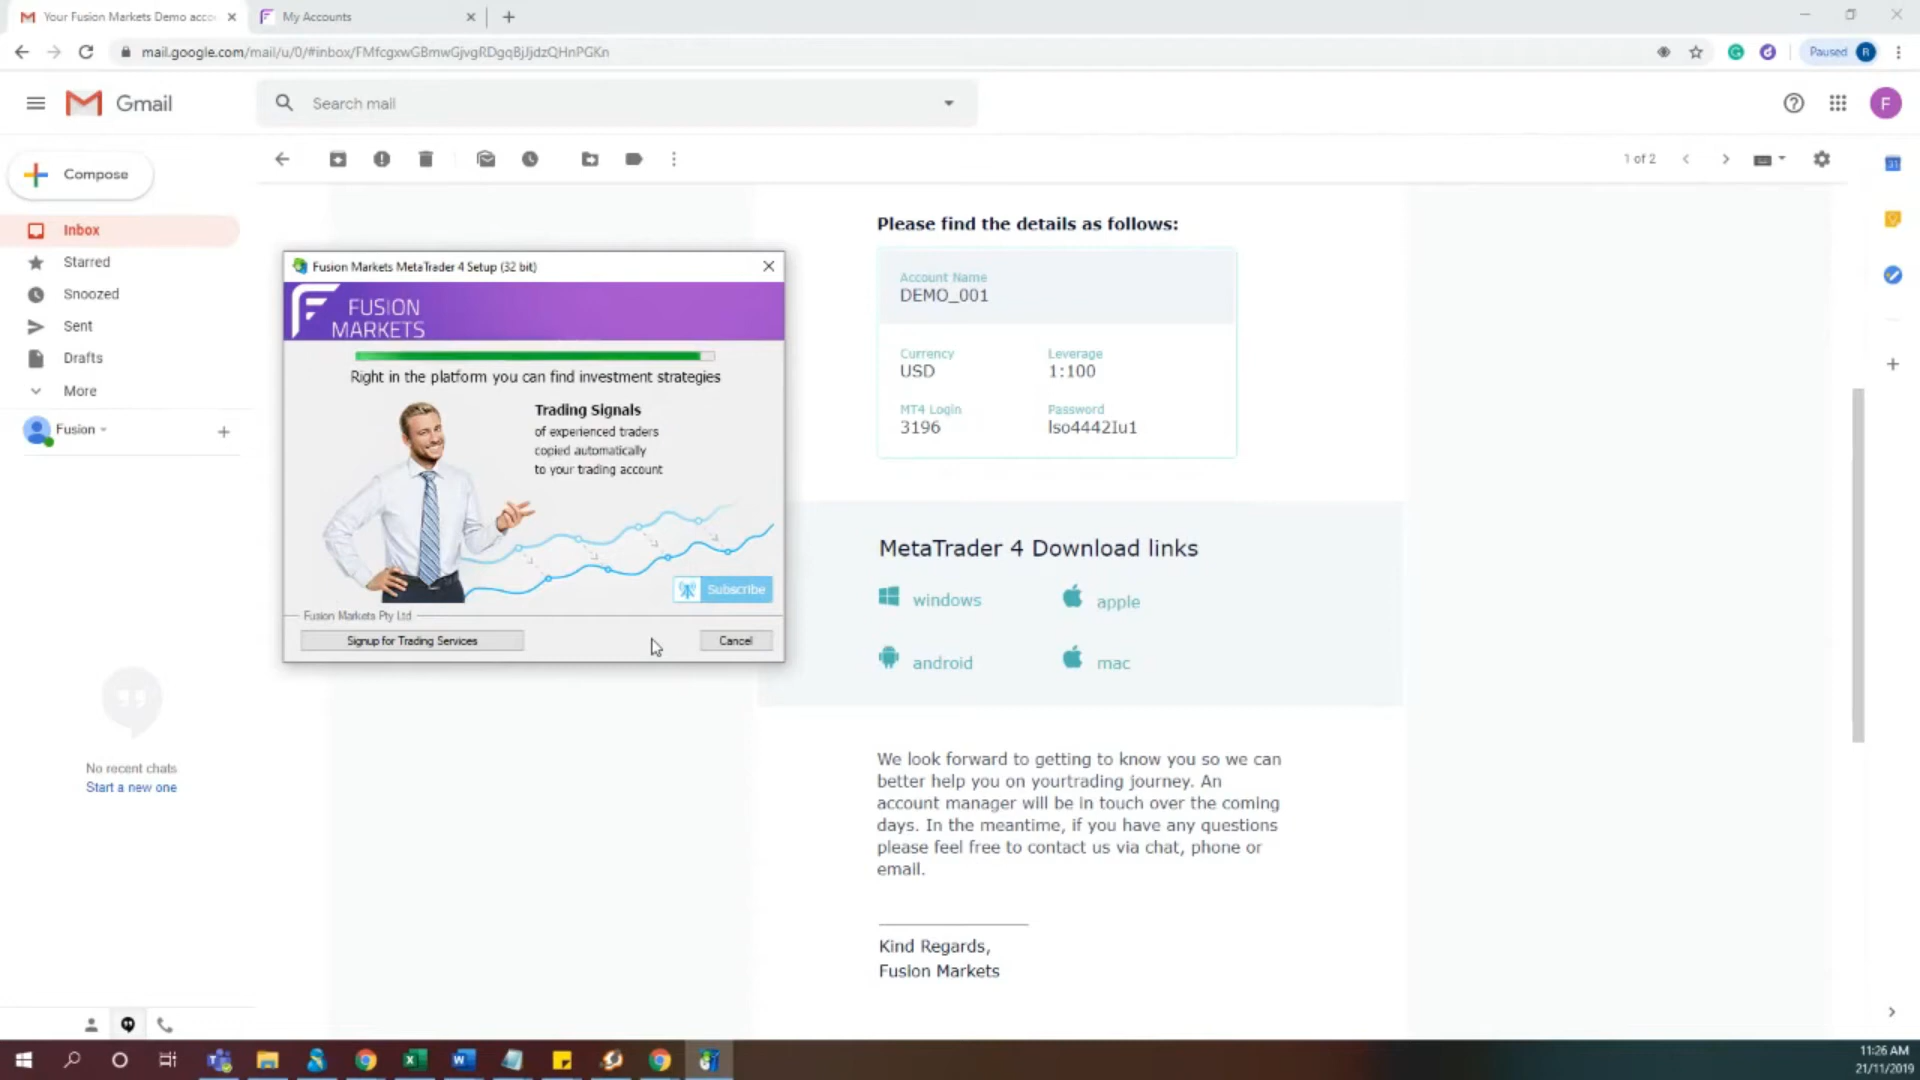 Your Fusion Markets Demo acco
My Accounts
mail.google.com/mail/u/0/#inbox/FMfcgxwGBmwGjvgRDgqBjJjdzQHnPGKn
Paused
R
Gmail
Search mail
F
Compose
1 of 2
31
Inbox
Starred
Snoozed
Sent
Drafts
More
Fusion
No recent chats
Start a new one
Please find the details as follows:
Account Name
DEMO_001
Currency
USD
Leverage
1:100
MT4 Login
3196
Password
lso4442Iu1
Fusion Markets MetaTrader 4 Setup (32 bit)
FUSION
MARKETS
Right in the platform you can find investment strategies
Trading Signals
of experienced traders
copied automatically
to your trading account
Subscribe
Fusion Markets Pty Ltd
Signup for Trading Services
Cancel
MetaTrader 4 Download links
windows
apple
android
mac
We look forward to getting to know you so we can
better help you on yourtrading journey. An
account manager will be in touch over the coming
days. In the meantime, if you have any questions
please feel free to contact us via chat, phone or
email.
Kind Regards,
Fusion Markets
11:26 AM
21/11/2019